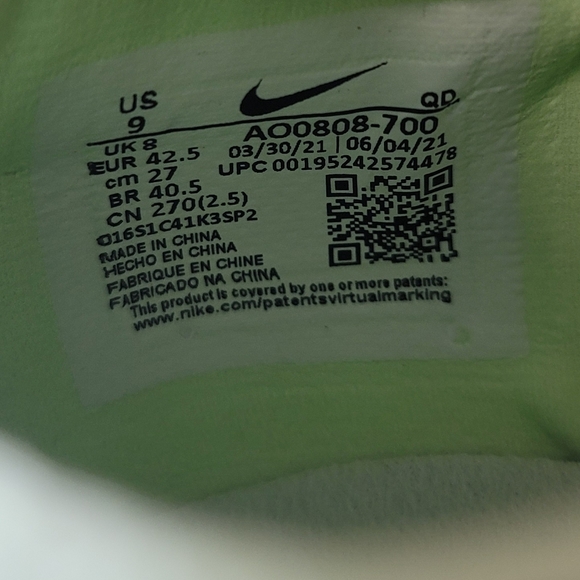 US
9
QD
UK 8
AO0808-700
EUR 42.5
03/30/21 | 06/04/21
cm 27
UPC 00195242574478
BR 40.5
CN 270(2.5)
016S1C41K3SP2
MADE IN CHINA
HECHO EN CHINA
FABRIQUE EN CHINE
FABRICADO NA CHINA
This product is covered by one or more patents:
www.nike.com/patentsvirtualmarking